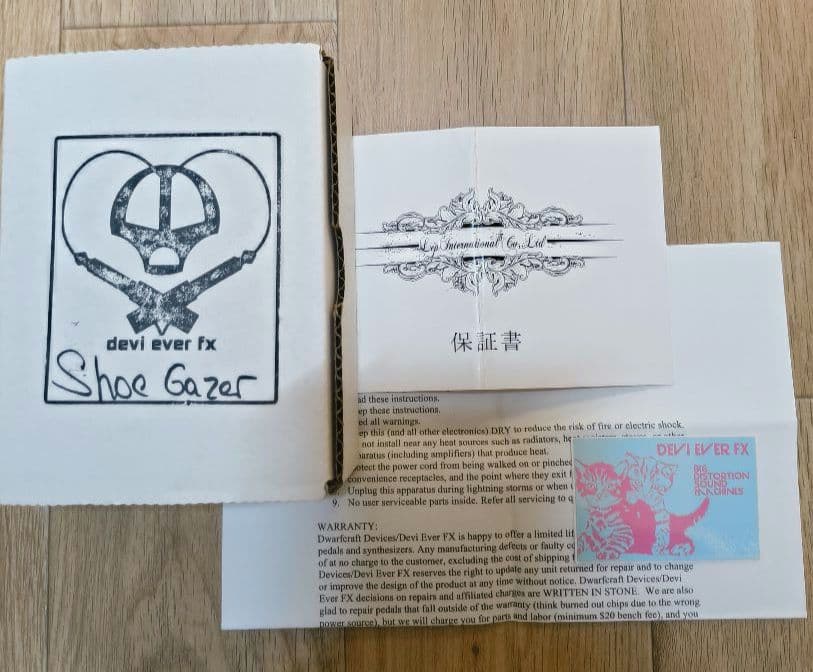 devi ever fx
Shoe Gazer
Lep International Co., Ltd
保証書
ad these instructions.
ep these instructions.
ed all warnings.
ep this (and all other electronics) DRY to reduce the risk of fire or electric shock.
not install near any heat sources such as radiators,
paratus (including amplifiers) that produce heat.
otect the power cord from being walked on or pinched
convenience receptacles, and the point where they exit
Unplug this apparatus during lightning storms or when
9. No user serviceable parts inside. Refer all servicing to q
DEVI EVER FX
BIG
DISTORTION
SOUND
MACHINES
WARRANTY:
Dwarfcraft Devices/Devi Ever FX is happy to offer a limited lif
pedals and synthesizers. Any manufacturing defects or faulty co
of at no charge to the customer, excluding the cost of shipping
Devices/Devi Ever FX reserves the right to update any unit returned for repair and to change
or improve the design of the product at any time without notice. Dwarfcraft Devices/Devi
Ever FX decisions on repairs and affiliated charges are WRITTEN IN STONE. We are also
glad to repair pedals that fall outside of the warranty (think burned out chips due to the wrong
power source), but we will charge you for parts and labor (minimum $20 bench fee), and you